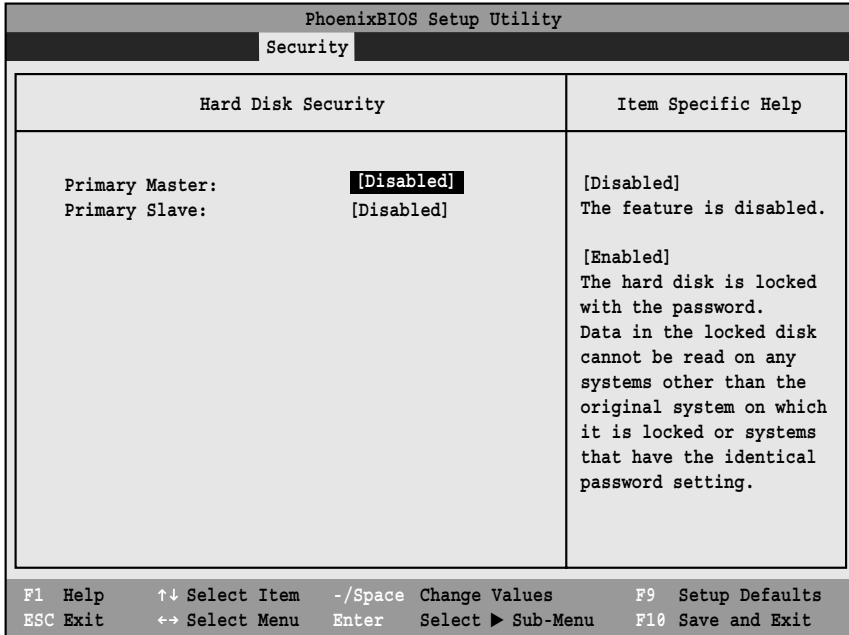 PhoenixBIOS Setup Utility
Security
Hard Disk Security
Primary Master: [Disabled]
Primary Slave: [Disabled]
Item Specific Help
[Disabled]
The feature is disabled.
[Enabled]
The hard disk is locked
with the password.
Data in the locked disk
cannot be read on any
systems other than the
original system on which
it is locked or systems
that have the identical
password setting.
F1 Help ↑↓ Select Item -/Space Change Values F9 Setup Defaults
ESC Exit ←→ Select Menu Enter Select ▶ Sub-Menu F10 Save and Exit